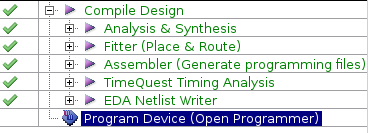 Compile Design
Analysis & Synthesis
Fitter (Place & Route)
Assembler (Generate programming files)
TimeQuest Timing Analysis
EDA Netlist Writer
Program Device (Open Programmer)